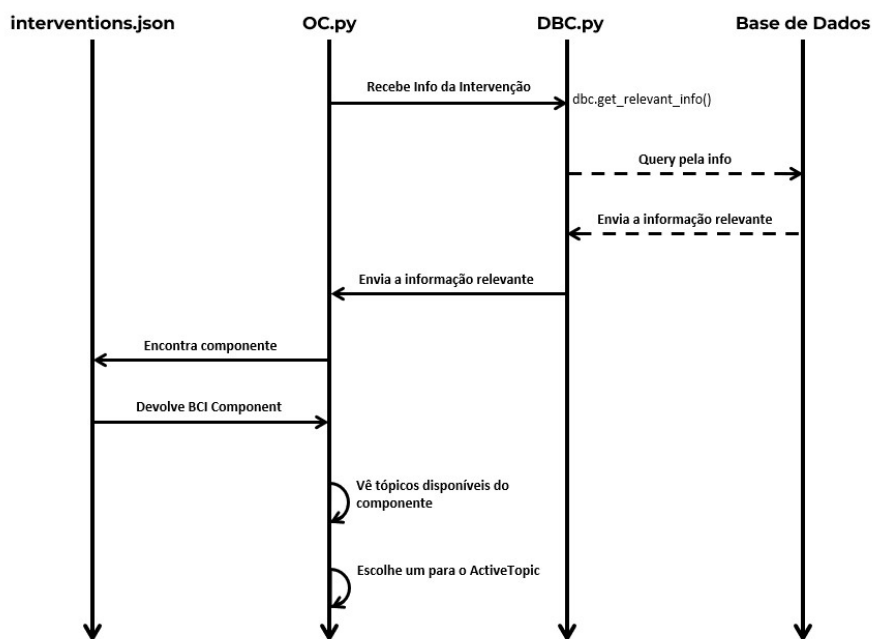 interventions.json
OC.py
DBC.py
Base de Dados
Recebe Info da Intervenção
dbc.get_relevant_info()
Query pela info
Envia a informação relevante
Envia a informação relevante
Encontra componente
Devolve BCI Component
Vê tópicos disponíveis do
componente
Escolhe um para o ActiveTopic